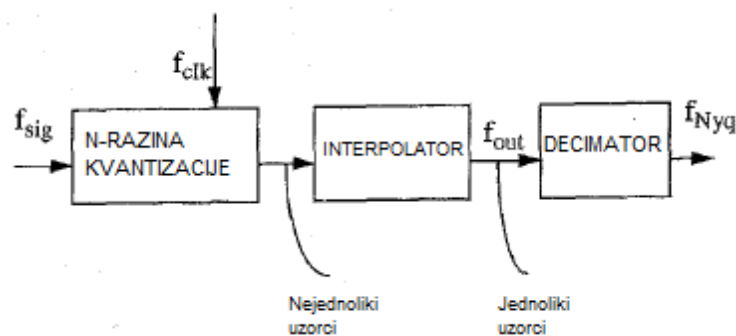 f_clk
f_sig
N-RAZINA
KVANTIZACIJE
INTERPOLATOR
f_out
DECIMATOR
f_Nyq
Nejednoliki
uzorci
Jednoliki
uzorci